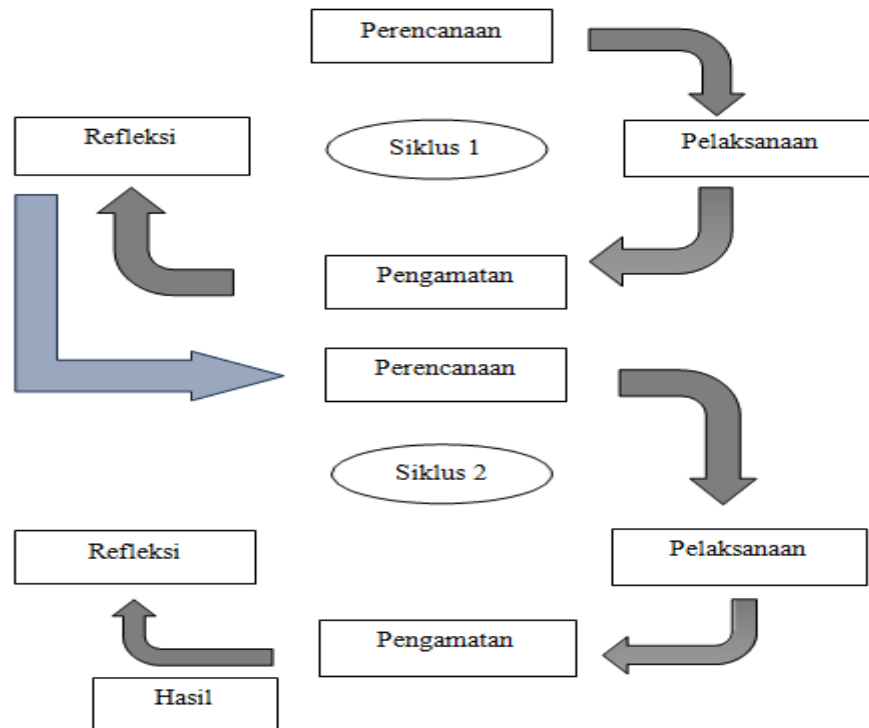 Perencanaan
Refleksi
Siklus 1
Pelaksanaan
Pengamatan
Perencanaan
Siklus 2
Refleksi
Pelaksanaan
Pengamatan
Hasil